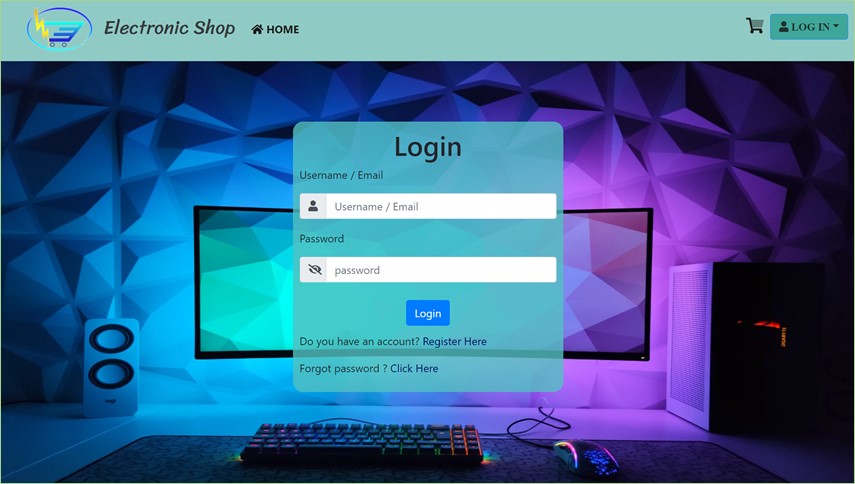 Electronic Shop
HOME
LOG IN
Login
Username / Email
Username / Email
Password
password
Login
Do you have an account? Register Here
Forgot password ? Click Here